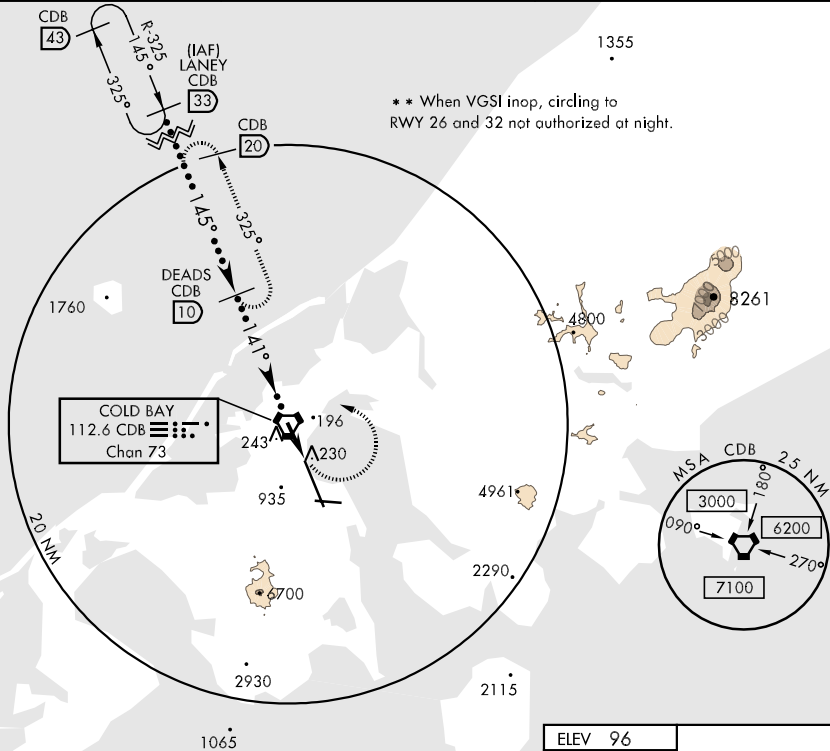 CDB
43
R-325
145°
325°
(IAF)
LANEY
CDB
33
1355
** When VGSI inop, circling to
RWY 26 and 32 not authorized at night.
CDB
20
145°
325°
DEADS
CDB
10
1760
8261
3000
4800
141°
COLD BAY
112.6 CDB
Chan 73
196
243
230
935
4961
MSA CDB 25 NM
3000
180°
090°
6200
270°
7100
20 NM
2290
6700
2930
2115
1065
ELEV 96